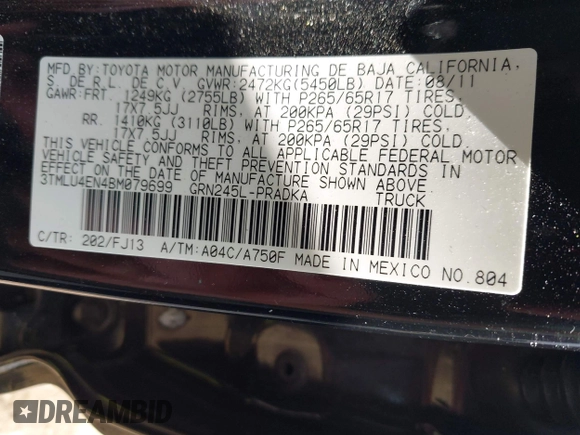 MFD BY: TOYOTA MOTOR MANUFACTURING DE BAJA CALIFORNIA,
S. DE R.L. DE C.V. GVWR: 2472KG(5450LB) DATE: 08/11
GAWR: FRT. 1249KG (2755LB) WITH P265/65R17 TIRES,
17X7.5JJ RIMS, AT 200KPA (29PSI) COLD
RR. 1410KG (3110LB) WITH P265/65R17 TIRES,
17X7.5JJ RIMS, AT 200KPA (29PSI) COLD
THIS VEHICLE CONFORMS TO ALL APPLICABLE FEDERAL MOTOR
VEHICLE SAFETY AND THEFT PREVENTION STANDARDS IN
EFFECT ON THE DATE OF MANUFACTURE SHOWN ABOVE.
3TMLU4EN4BM079699 GRN245L-PRADKA TRUCK
C/TR: 202/FJ13 A/TM: A04C/A750F MADE IN MEXICO NO.804
DREAMBID